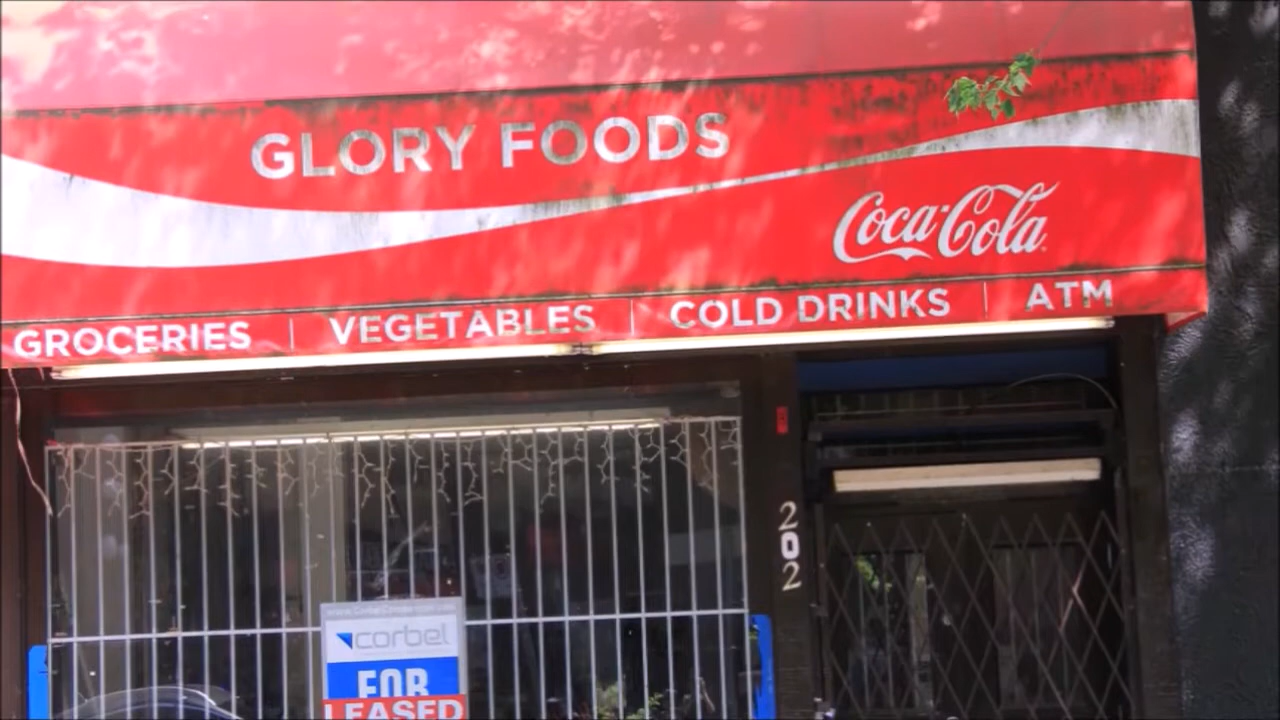 GLORY FOODS
Coca-Cola
GROCERIES | VEGETABLES | COLD DRINKS | ATM
202
corbel
FOR
LEASED